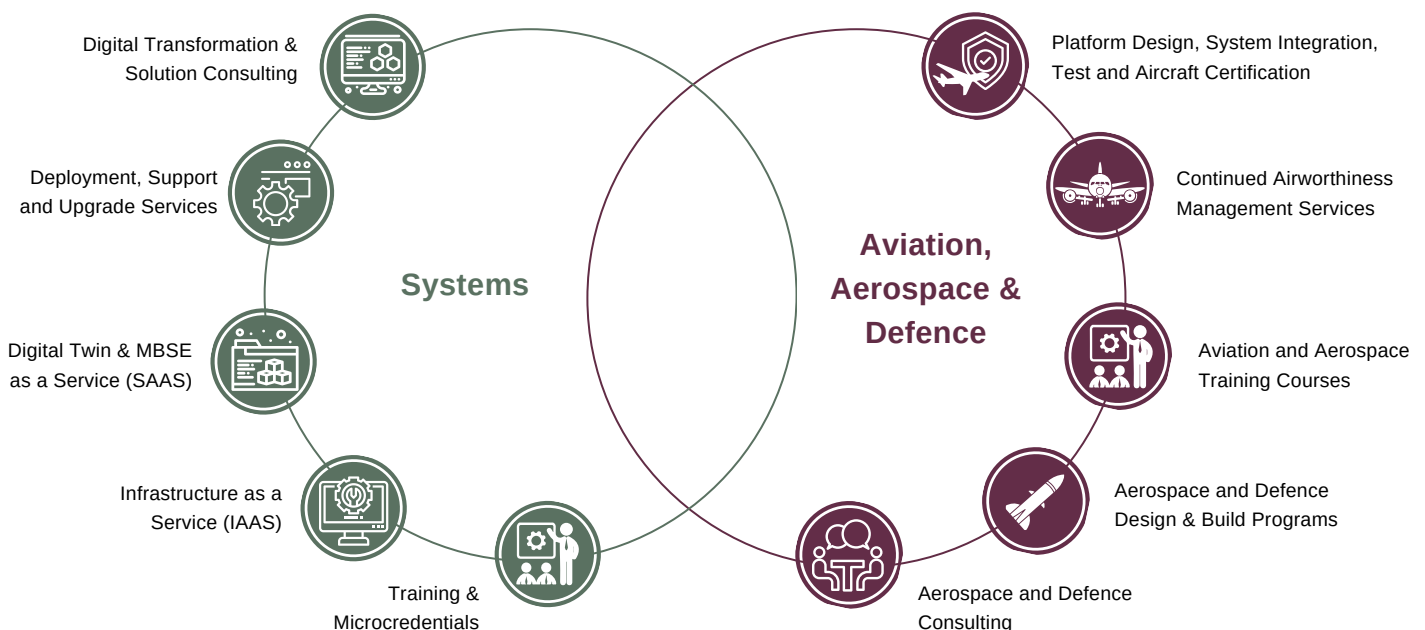 Digital Transformation &
Solution Consulting
Deployment, Support
and Upgrade Services
Digital Twin & MBSE
as a Service (SAAS)
Infrastructure as a
Service (IAAS)
Training &
Microcredentials
Systems
Aviation,
Aerospace &
Defence
Platform Design, System Integration,
Test and Aircraft Certification
Continued Airworthiness
Management Services
Aviation and Aerospace
Training Courses
Aerospace and Defence
Design & Build Programs
Aerospace and Defence
Consulting